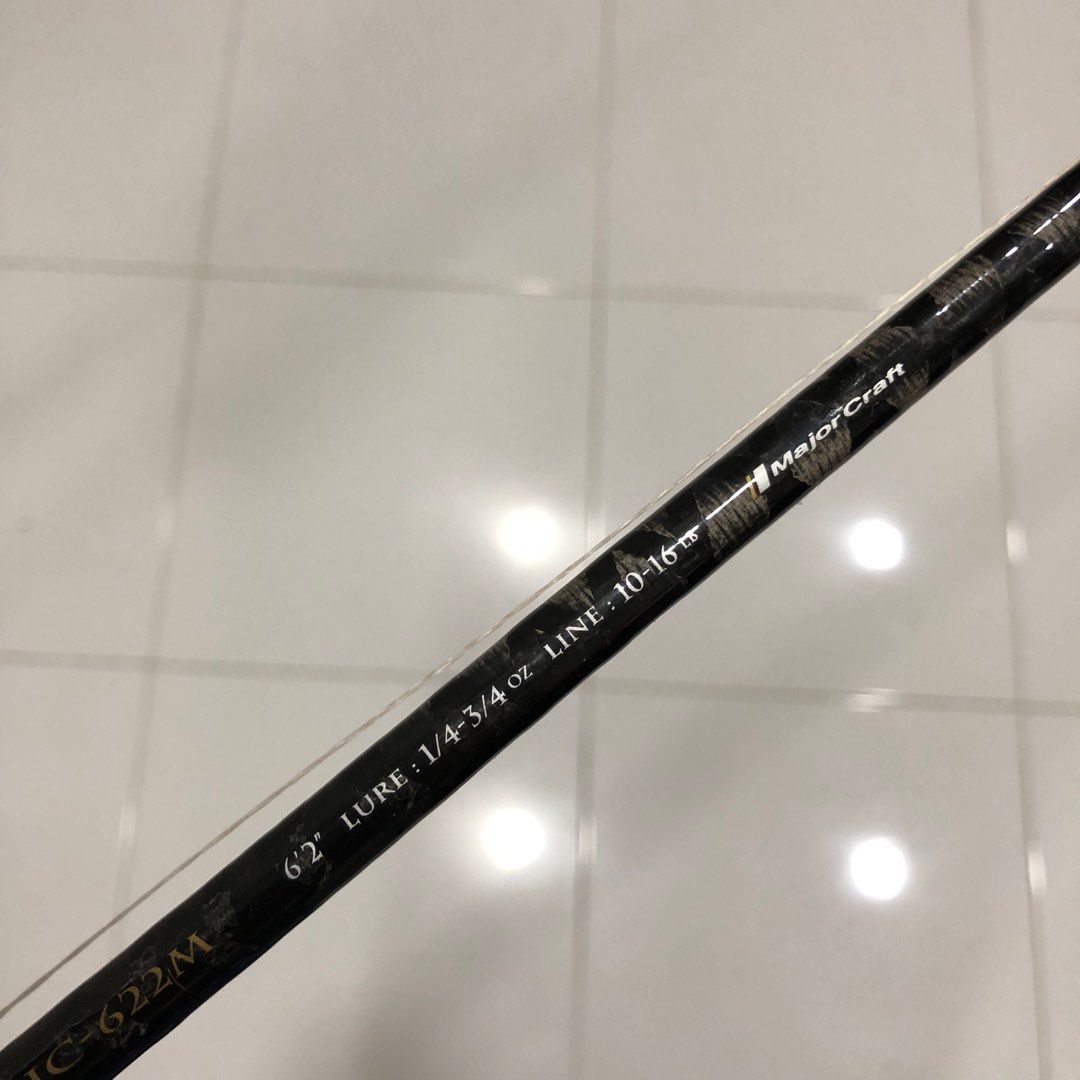 C-622M
6'2" LURE : 1/4-3/4 OZ LINE : 10-16 LB
MajorCraft